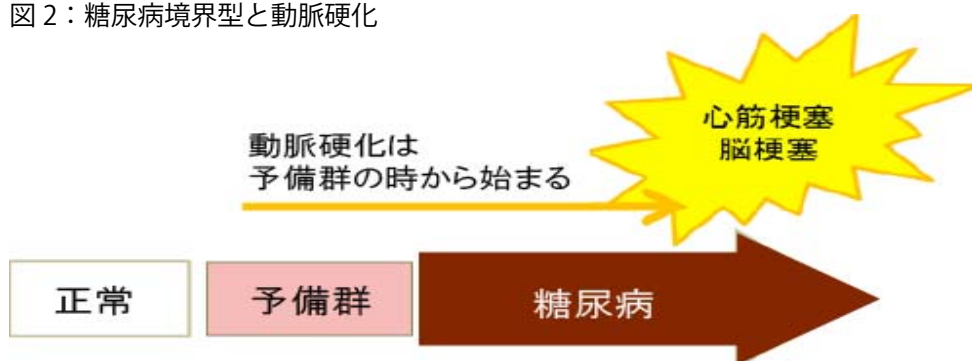 図 2：糖尿病境界型と動脈硬化
心筋梗塞
脳梗塞
動脈硬化は
予備群の時から始まる
正常
予備群
糖尿病